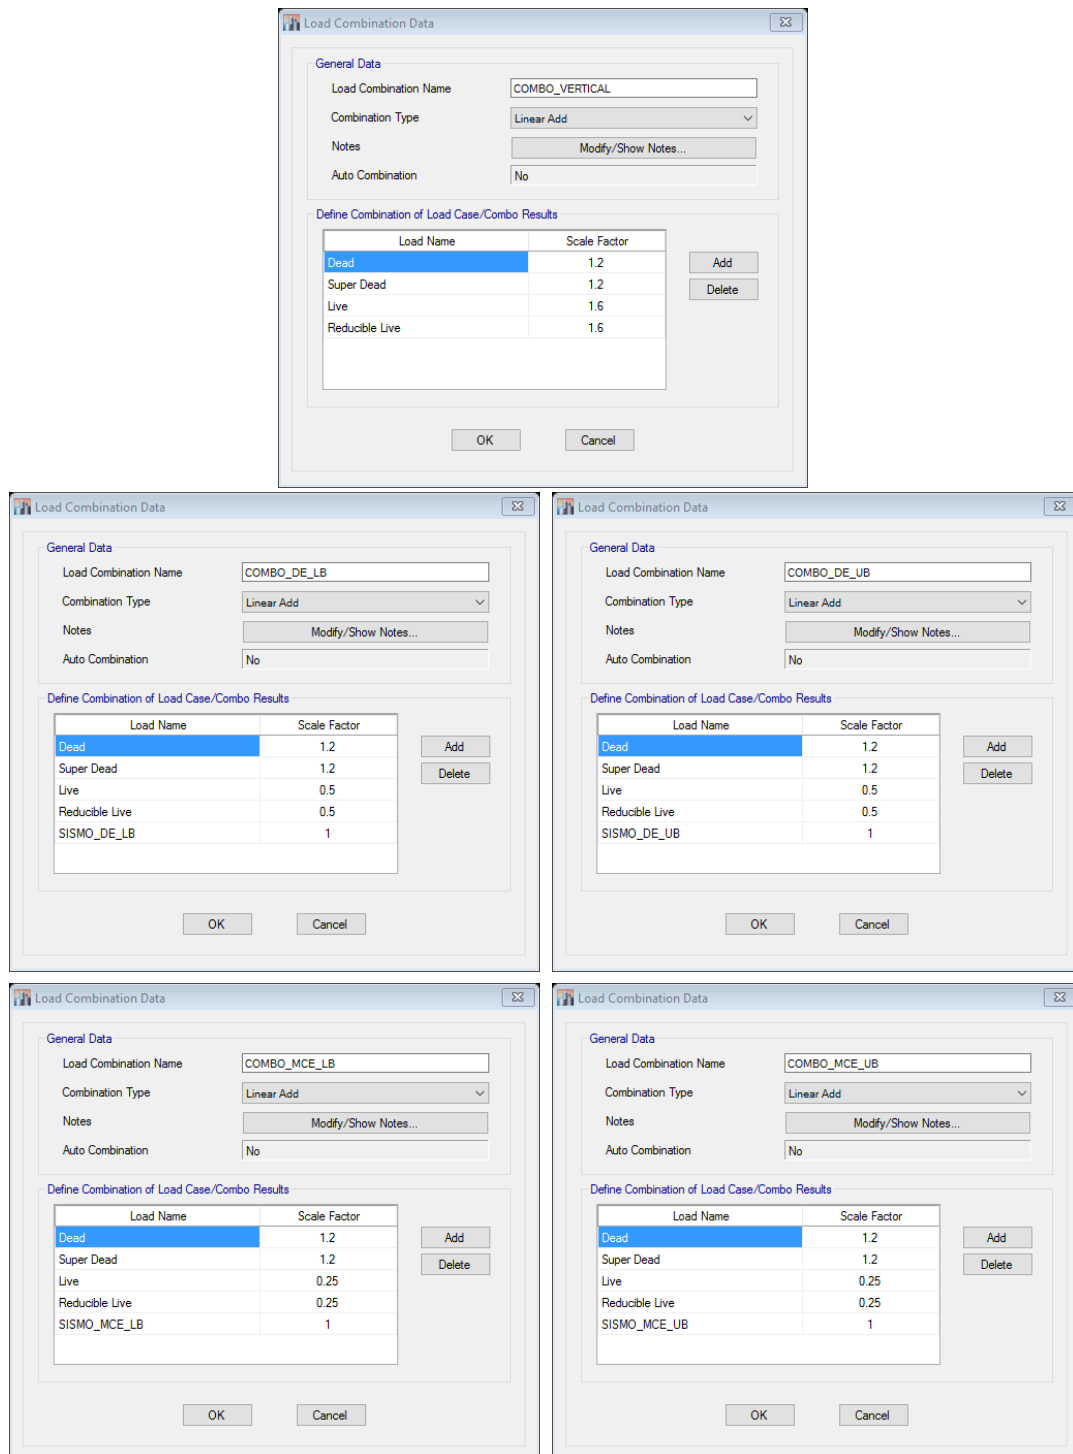 Load Combination Data
General Data
Load Combination Name COMBO_VERTICAL
Combination Type Linear Add
Notes Modify/Show Notes...
Auto Combination No
Define Combination of Load Case/Combo Results
Load Name Scale Factor
Dead 1.2 Add
Super Dead 1.2 Delete
Live 1.6
Reducible Live 1.6
OK Cancel
Load Combination Data
General Data
Load Combination Name COMBO_DE_LB
Combination Type Linear Add
Notes Modify/Show Notes...
Auto Combination No
Define Combination of Load Case/Combo Results
Load Name Scale Factor
Dead 1.2 Add
Super Dead 1.2 Delete
Live 0.5
Reducible Live 0.5
SISMO_DE_LB 1
OK Cancel
Load Combination Data
General Data
Load Combination Name COMBO_DE_UB
Combination Type Linear Add
Notes Modify/Show Notes...
Auto Combination No
Define Combination of Load Case/Combo Results
Load Name Scale Factor
Dead 1.2 Add
Super Dead 1.2 Delete
Live 0.5
Reducible Live 0.5
SISMO_DE_UB 1
OK Cancel
Load Combination Data
General Data
Load Combination Name COMBO_MCE_LB
Combination Type Linear Add
Notes Modify/Show Notes...
Auto Combination No
Define Combination of Load Case/Combo Results
Load Name Scale Factor
Dead 1.2 Add
Super Dead 1.2 Delete
Live 0.25
Reducible Live 0.25
SISMO_MCE_LB 1
OK Cancel
Load Combination Data
General Data
Load Combination Name COMBO_MCE_UB
Combination Type Linear Add
Notes Modify/Show Notes...
Auto Combination No
Define Combination of Load Case/Combo Results
Load Name Scale Factor
Dead 1.2 Add
Super Dead 1.2 Delete
Live 0.25
Reducible Live 0.25
SISMO_MCE_UB 1
OK Cancel